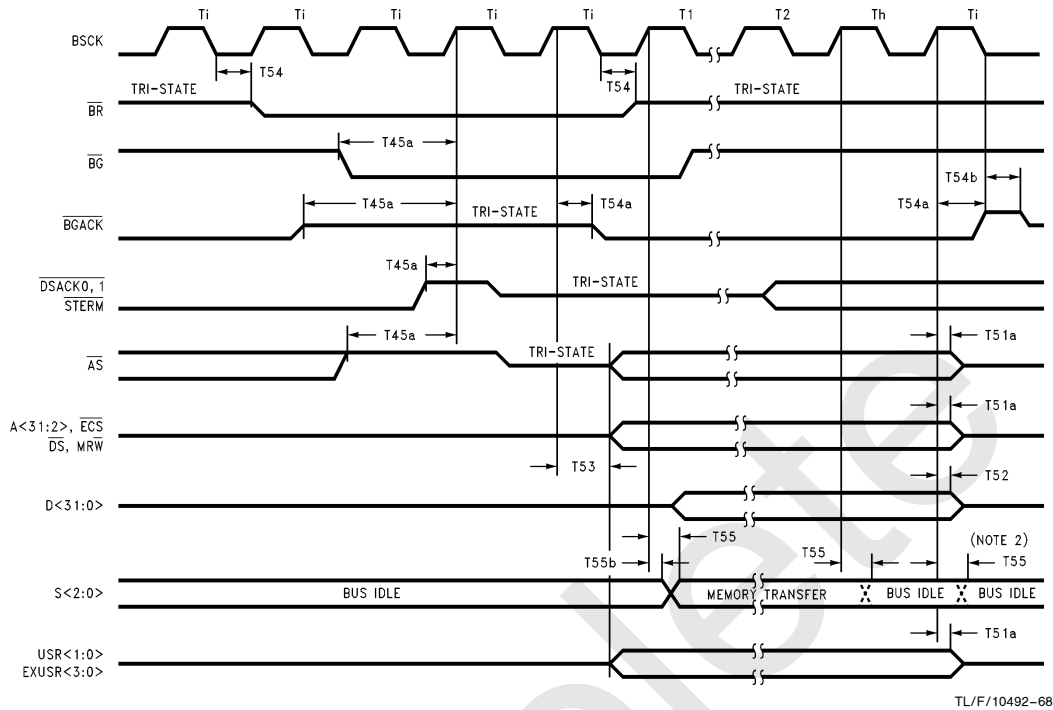 Ti Ti Ti Ti Ti T1 T2 Th Ti
BSCK
T54 T54
TRI-STATE TRI-STATE
BR
T45a
BG
T54b
T45a TRI-STATE T54a T54a
BGACK
T45a
DSACK0, 1 TRI-STATE
STERM
T45a T51a
TRI-STATE
AS
T51a
A<31:2>, ECS
DS, MRW
T53 T52
D<31:0>
T55 (NOTE 2)
T55b T55 T55
S<2:0> BUS IDLE MEMORY TRANSFER BUS IDLE BUS IDLE
T51a
USR<1:0>
EXUSR<3:0>
TL/F/10492-68
olete